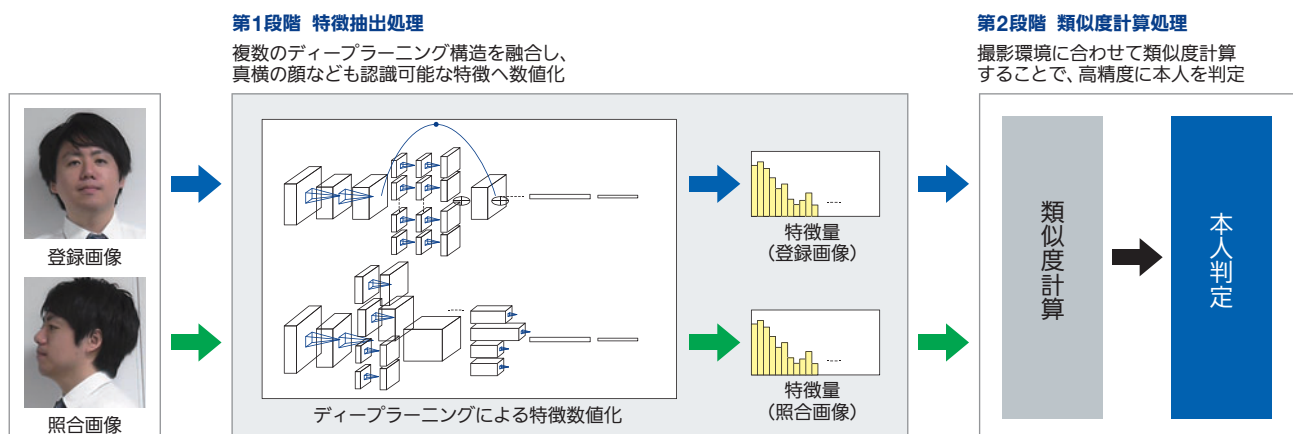 第1段階 特徴抽出処理
複数のディープラーニング構造を融合し、
真横の顔なども認識可能な特徴へ数値化
第2段階 類似度計算処理
撮影環境に合わせて類似度計算
することで、高精度に本人を判定
登録画像
照合画像
ディープラーニングによる特徴数値化
特徴量
（登録画像）
特徴量
（照合画像）
類似度計算
本人判定